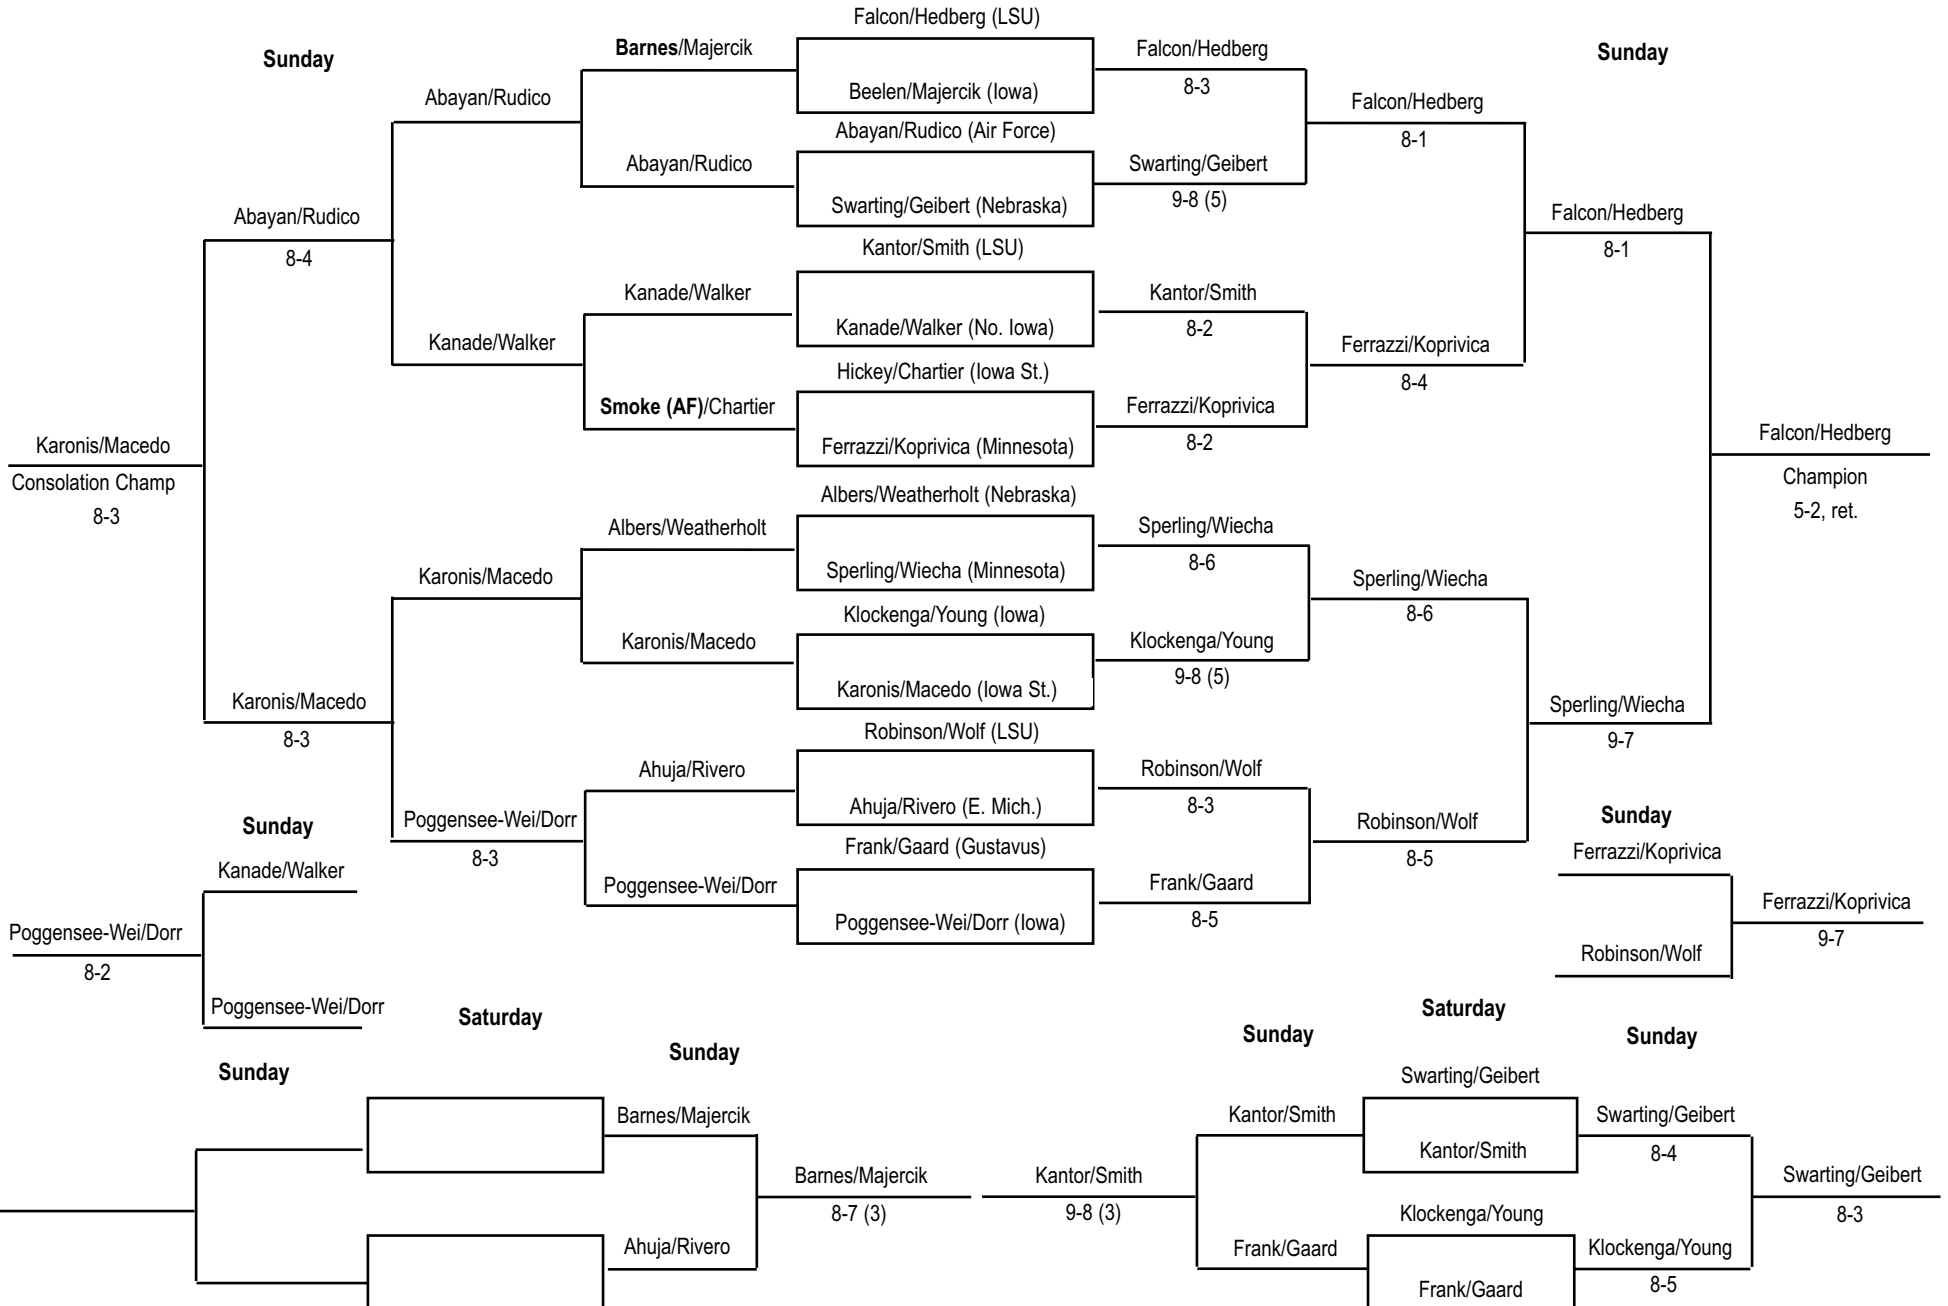 Falcon/Hedberg (LSU)
Sunday
Barnes/Majercik
Falcon/Hedberg
Sunday
Abayan/Rudico
Beelen/Majercik (Iowa)
8-3
Falcon/Hedberg
Abayan/Rudico (Air Force)
8-1
Abayan/Rudico
Swarting/Geibert
Abayan/Rudico
Swarting/Geibert (Nebraska)
9-8 (5)
Falcon/Hedberg
8-4
Kantor/Smith (LSU)
8-1
Kanade/Walker
Kantor/Smith
Kanade/Walker
Kanade/Walker (No. Iowa)
8-2
Ferrazzi/Koprivica
Hickey/Chartier (Iowa St.)
8-4
Smoke (AF)/Chartier
Ferrazzi/Koprivica
Karonis/Macedo
Ferrazzi/Koprivica (Minnesota)
8-2
Falcon/Hedberg
Consolation Champ
Champion
8-3
Albers/Weatherholt (Nebraska)
5-2, ret.
Albers/Weatherholt
Sperling/Wiecha
Karonis/Macedo
Sperling/Wiecha (Minnesota)
8-6
Sperling/Wiecha
Klockenga/Young (Iowa)
8-6
Karonis/Macedo
Klockenga/Young
Karonis/Macedo
Karonis/Macedo (Iowa St.)
9-8 (5)
Sperling/Wiecha
8-3
Robinson/Wolf (LSU)
9-7
Ahuja/Rivero
Robinson/Wolf
Sunday
Poggensee-Wei/Dorr
Ahuja/Rivero (E. Mich.)
8-3
Robinson/Wolf
Sunday
8-3
Frank/Gaard (Gustavus)
8-5
Ferrazzi/Koprivica
Kanade/Walker
Poggensee-Wei/Dorr
Frank/Gaard
Ferrazzi/Koprivica
Poggensee-Wei/Dorr
Poggensee-Wei/Dorr (Iowa)
8-5
9-7
8-2
Robinson/Wolf
Poggensee-Wei/Dorr
Saturday
Saturday
Sunday
Sunday
Sunday
Sunday
Swarting/Geibert
Barnes/Majercik
Kantor/Smith
Swarting/Geibert
Kantor/Smith
8-4
Barnes/Majercik
Kantor/Smith
Swarting/Geibert
8-7 (3)
9-8 (3)
Klockenga/Young
8-3
Ahuja/Rivero
Frank/Gaard
Klockenga/Young
Frank/Gaard
8-5